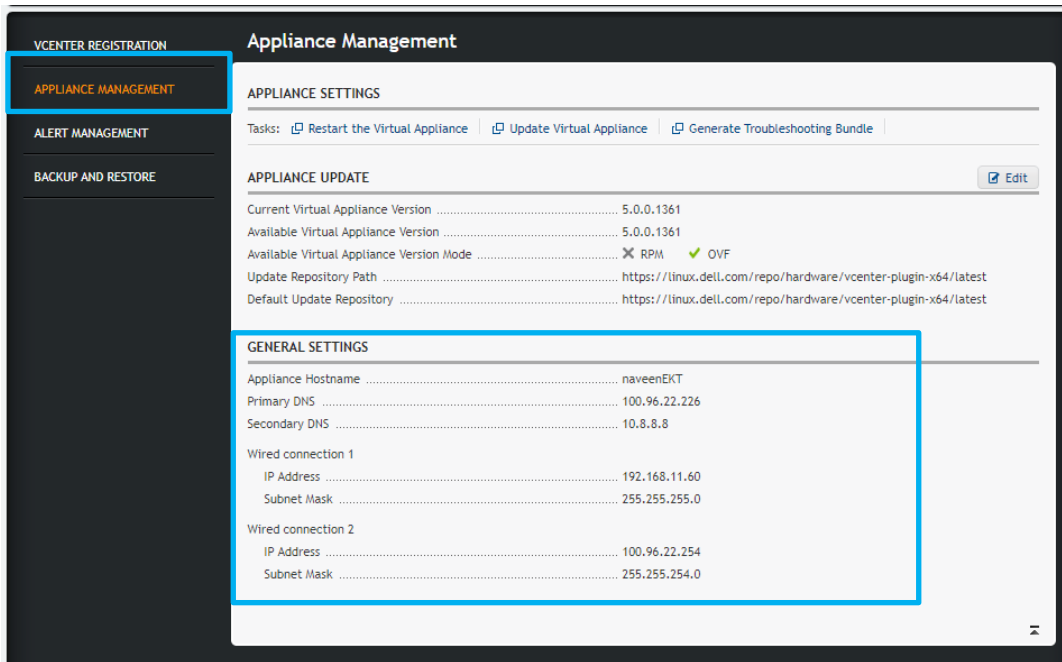 VCENTER REGISTRATION
APPLIANCE MANAGEMENT
ALERT MANAGEMENT
BACKUP AND RESTORE
Appliance Management
APPLIANCE SETTINGS
Tasks: Restart the Virtual Appliance Update Virtual Appliance Generate Troubleshooting Bundle
APPLIANCE UPDATE Edit
Current Virtual Appliance Version 5.0.0.1361
Available Virtual Appliance Version 5.0.0.1361
Available Virtual Appliance Version Mode RPM OVF
Update Repository Path https://linux.dell.com/repo/hardware/vcenter-plugin-x64/latest
Default Update Repository https://linux.dell.com/repo/hardware/vcenter-plugin-x64/latest
GENERAL SETTINGS
Appliance Hostname naveenEKT
Primary DNS 100.96.22.226
Secondary DNS 10.8.8.8
Wired connection 1
IP Address 192.168.11.60
Subnet Mask 255.255.255.0
Wired connection 2
IP Address 100.96.22.254
Subnet Mask 255.255.254.0